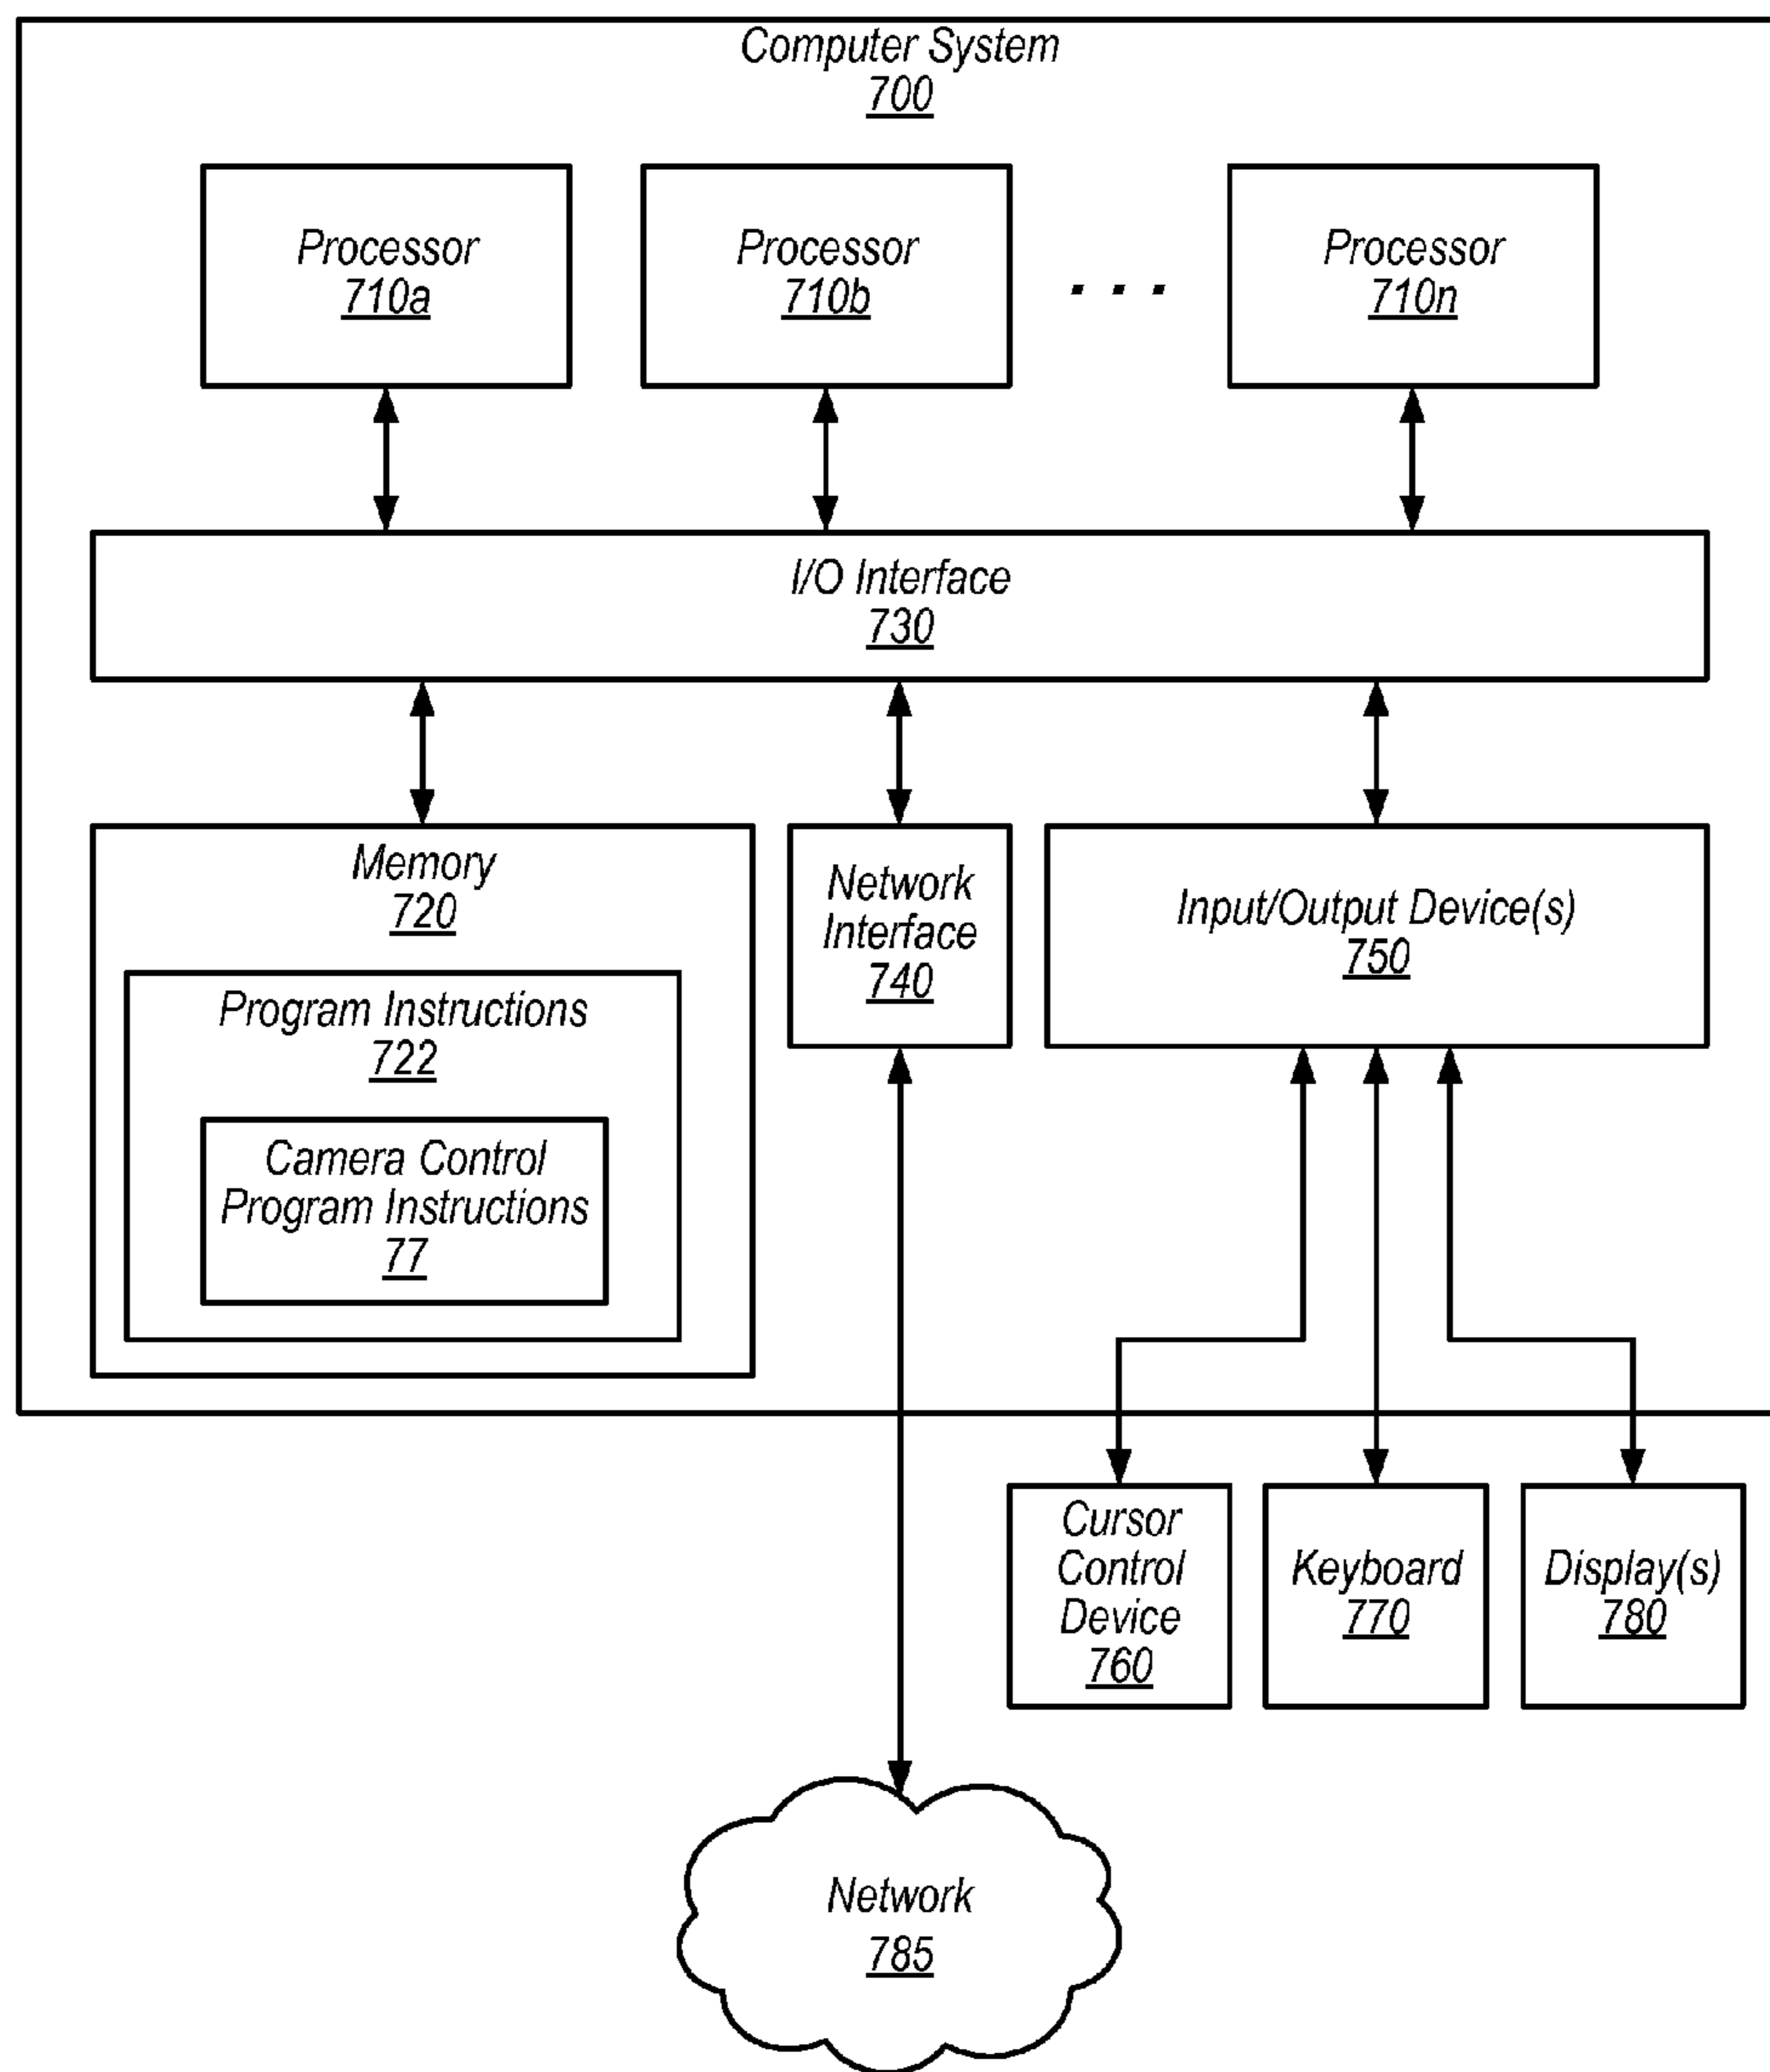 Computer System
700
Processor
710a
Processor
710b
. . .
Processor
710n
I/O Interface
730
Memory
720
Program Instructions
722
Camera Control
Program Instructions
77
Network
Interface
740
Input/Output Device(s)
750
Cursor
Control
Device
760
Keyboard
770
Display(s)
780
Network
785